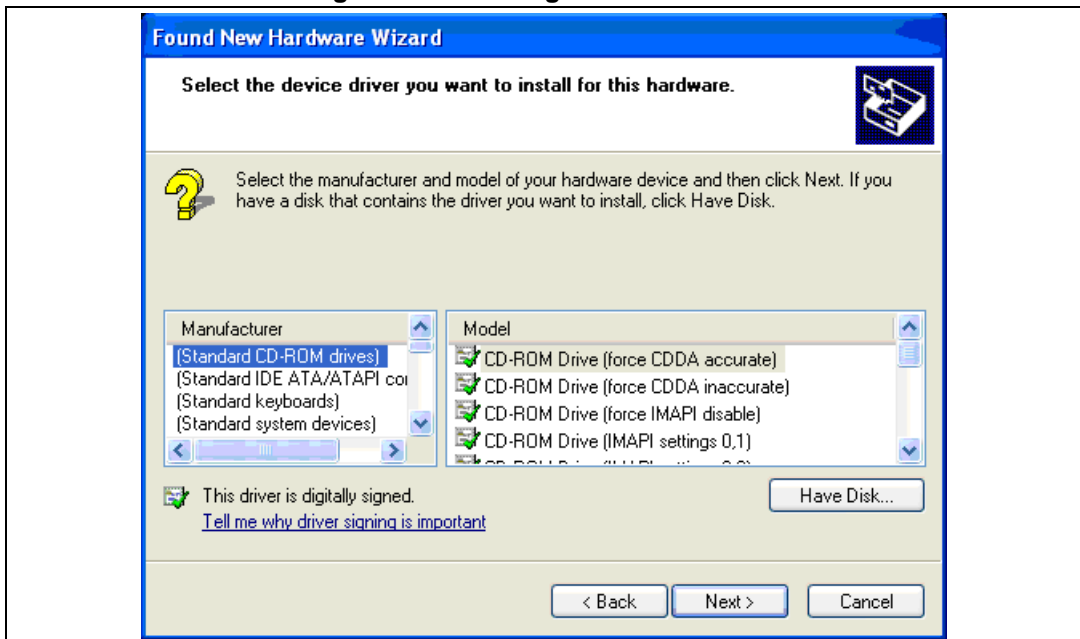 Found New Hardware Wizard
Select the device driver you want to install for this hardware.
Select the manufacturer and model of your hardware device and then click Next. If you
have a disk that contains the driver you want to install, click Have Disk.
Manufacturer
(Standard CD-ROM drives)
(Standard IDE ATA/ATAPI
(Standard keyboards)
(Standard system devices)
Model
CD-ROM Drive (force CDDA accurate)
CD-ROM Drive (force CDDA inaccurate)
CD-ROM Drive (force IMAPI disable)
CD-ROM Drive (IMAPI settings 0,1)
This driver is digitally signed.
Tell me why driver signing is important
Have Disk...
< Back
Next >
Cancel